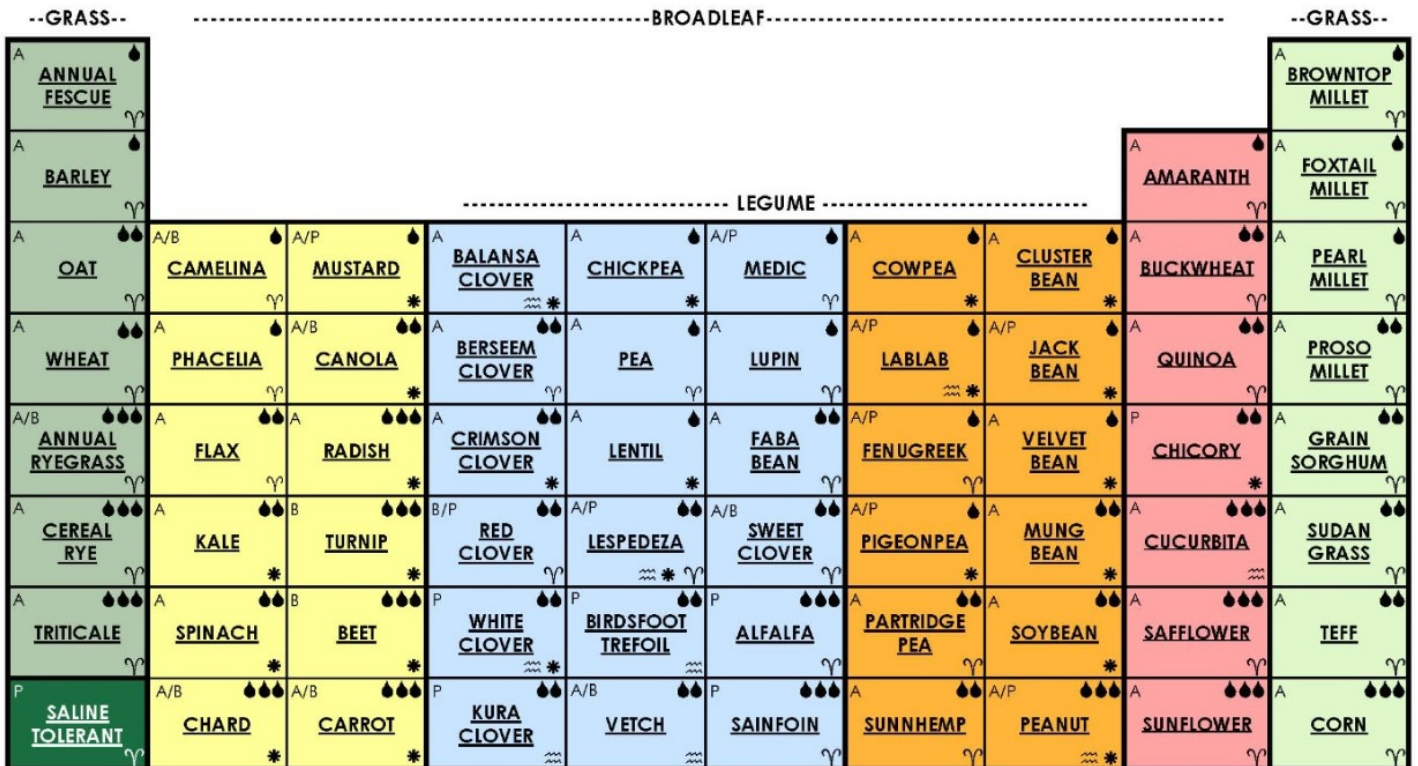 --GRASS--
--BROADLEAF--
--GRASS--
A
ANNUAL
FESCUE
A
BROWNTOP
MILLET
A
BARLEY
A
AMARANTH
A
FOXTAIL
MILLET
-- LEGUME --
A
OAT
A/B
CAMELINA
A/P
MUSTARD
A
BALANSA
CLOVER
A
CHICKPEA
A/P
MEDIC
A
COWPEA
A
CLUSTER
BEAN
A
BUCKWHEAT
A
PEARL
MILLET
A
WHEAT
A
PHACELIA
A/B
CANOLA
A
BERSEEM
CLOVER
A
PEA
A
LUPIN
A/P
LABLAB
A/P
JACK
BEAN
A
QUINOA
A
PROSO
MILLET
A/B
ANNUAL
RYEGRASS
A
FLAX
A
RADISH
A
CRIMSON
CLOVER
A
LENTIL
A
FABA
BEAN
A/P
FENUGREEK
A
VELVET
BEAN
P
CHICORY
A
GRAIN
SORGHUM
A
CEREAL
RYE
A
KALE
B
TURNIP
B/P
RED
CLOVER
A/P
LESPEDEZA
A/B
SWEET
CLOVER
A/P
PIGEONPEA
A
MUNG
BEAN
A
CUCURBITA
A
SUDAN
GRASS
A
TRITICALE
A
SPINACH
B
BEET
P
WHITE
CLOVER
P
BIRDSFOOT
TREFOIL
P
ALFALFA
A
PARTRIDGE
PEA
A
SOYBEAN
A
SAFFLOWER
A
TEFF
P
SALINE
TOLERANT
A/B
CHARD
A/B
CARROT
P
KURA
CLOVER
A/B
VETCH
P
SAINFOIN
A
SUNNHEMP
A/P
PEANUT
A
SUNFLOWER
A
CORN